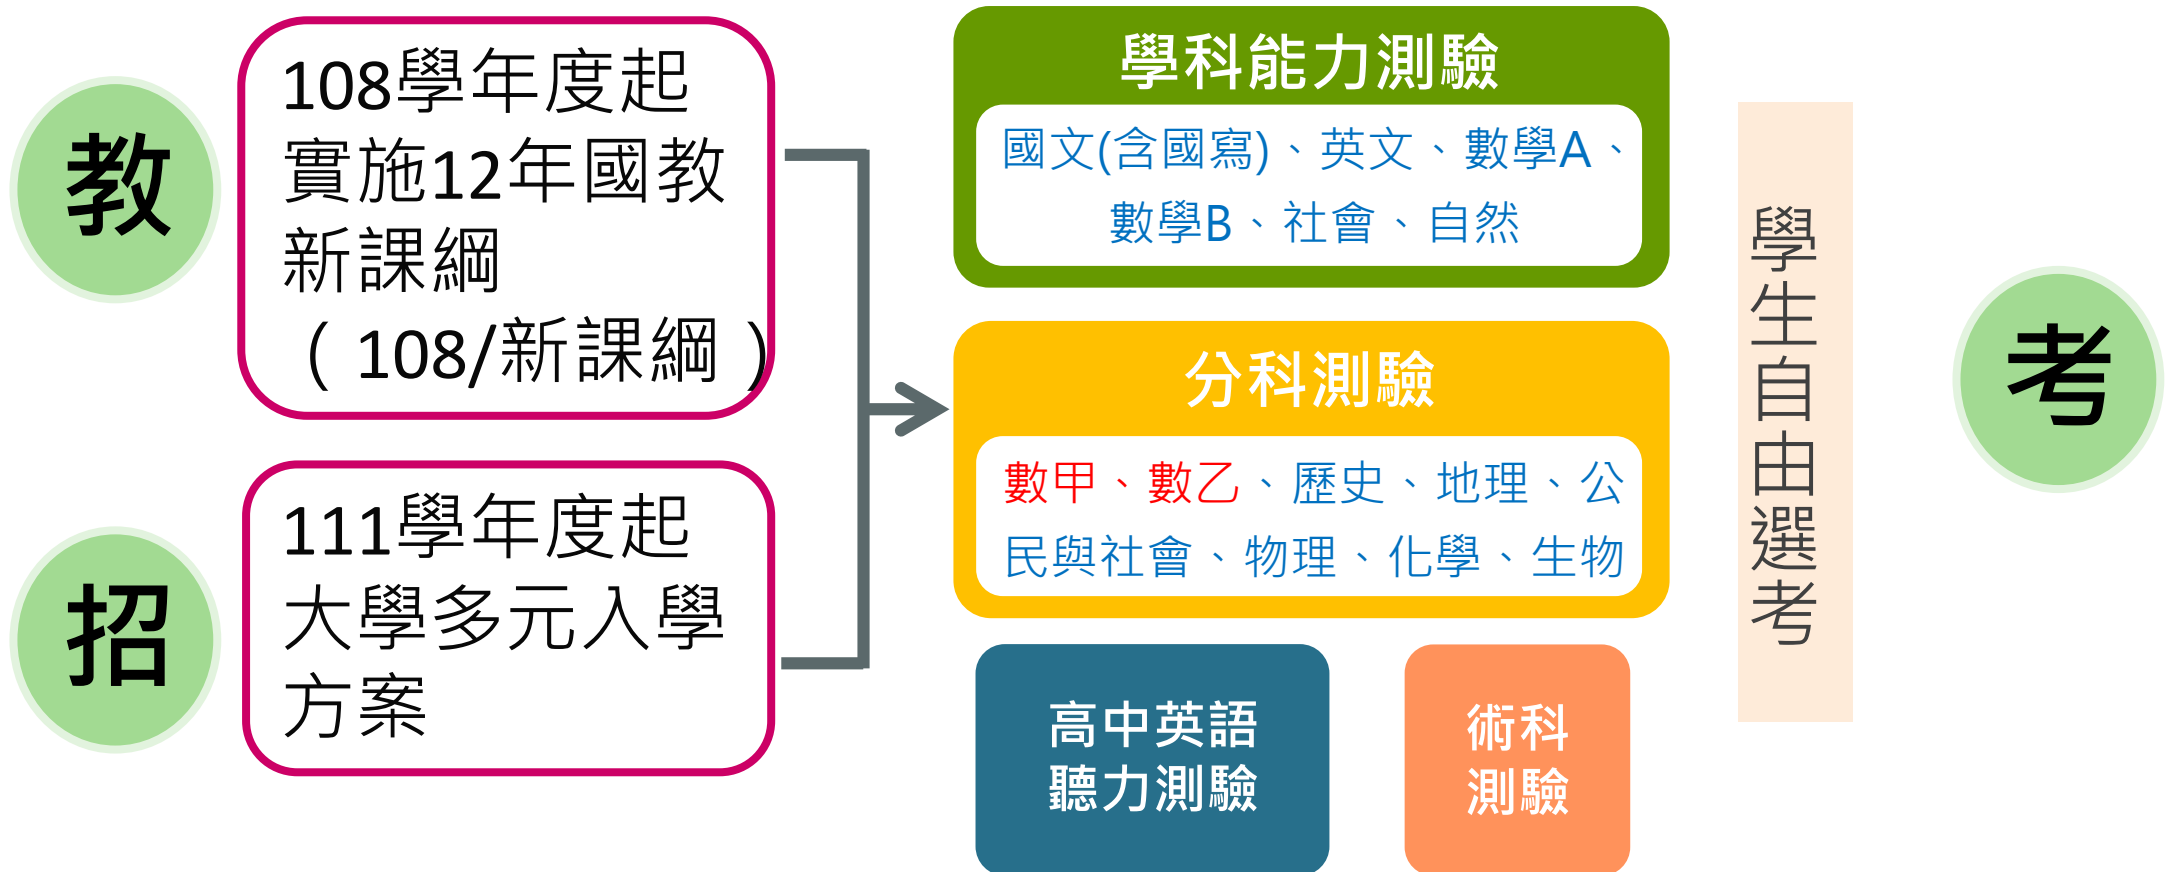 教
108學年度起
實施12年國教
新課綱
（108/新課綱）
招
111學年度起
大學多元入學
方案
學科能力測驗
國文(含國寫)、英文、數學A、
數學B、社會、自然
分科測驗
數甲、數乙、歷史、地理、公
民與社會、物理、化學、生物
高中英語
聽力測驗
術科
測驗
學生自由選考
考